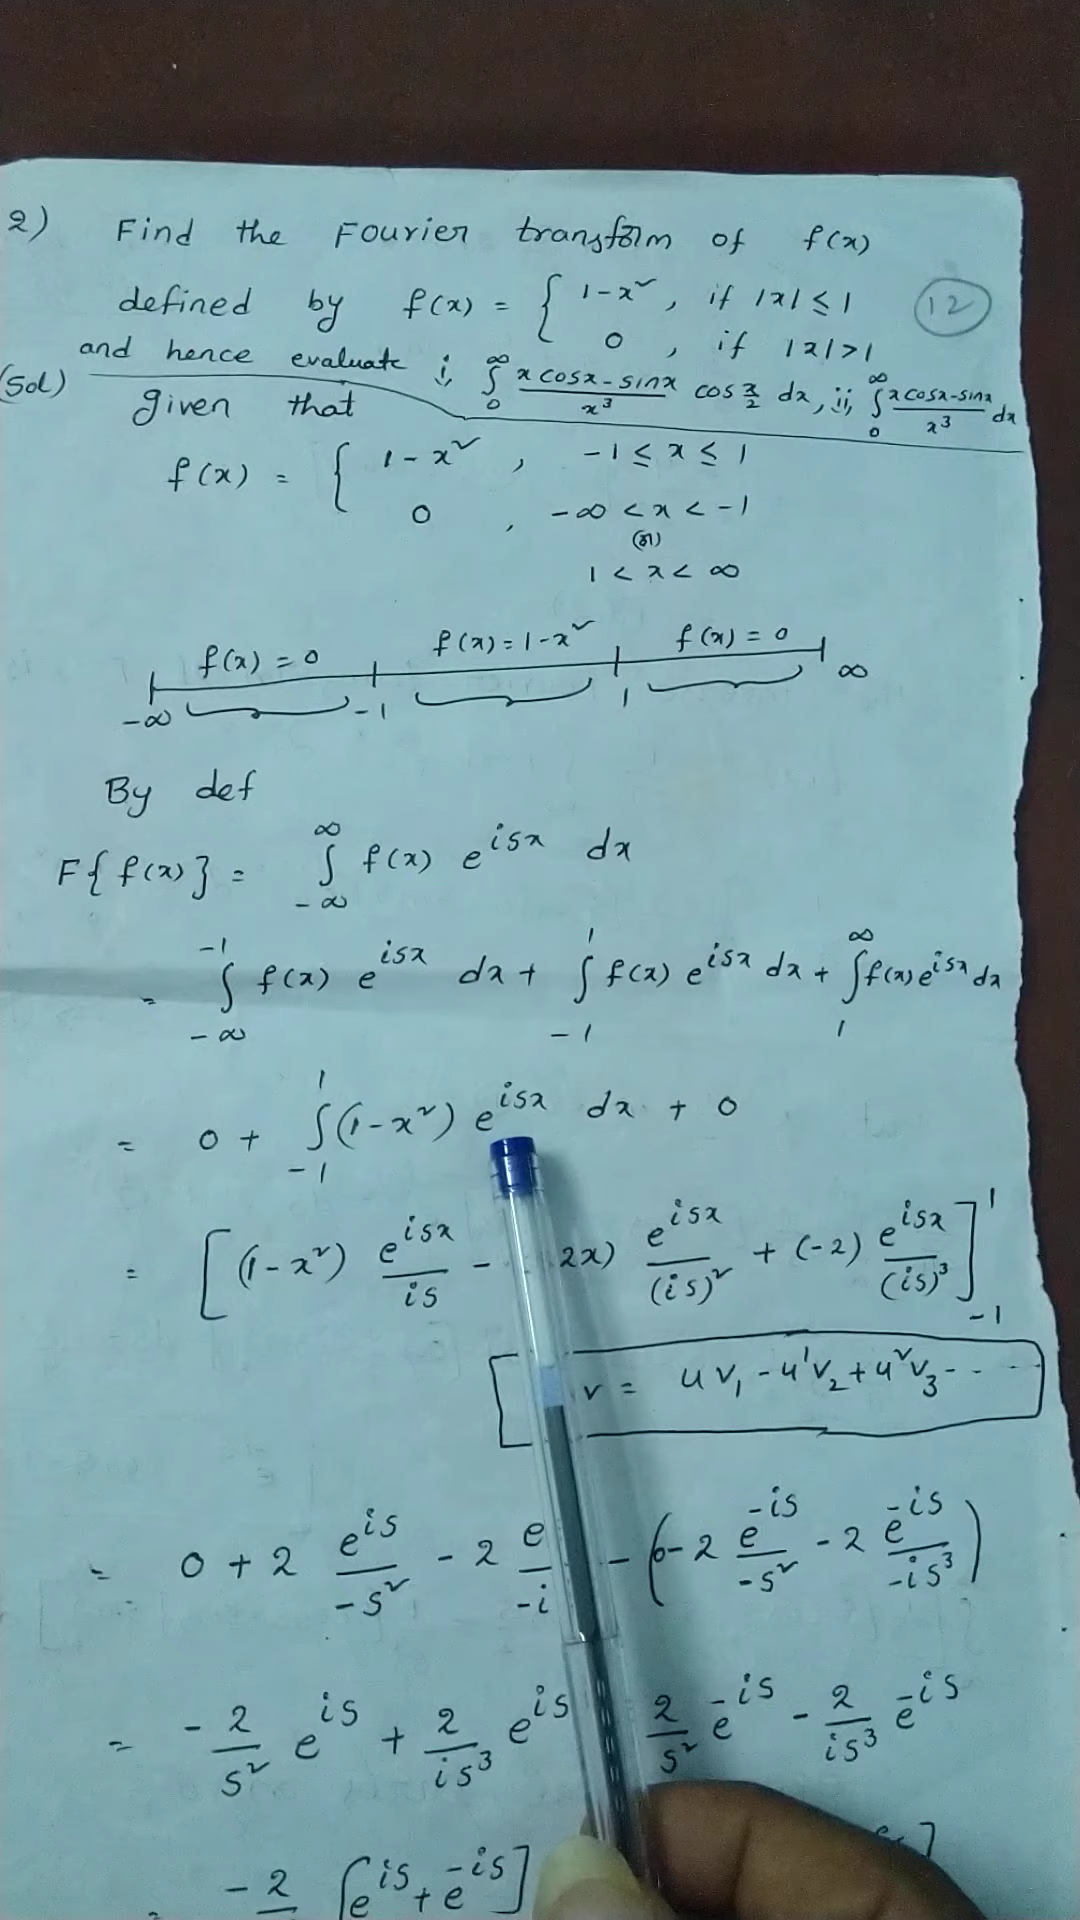 2) Find the Fourier transform of f(x)
defined by f(x) = { 1-x², if |x| ≤ 1
0, if |x| > 1
(12)
and hence evaluate i, ∫₀^∞ (x cosx - sinx)/x³ cos x/2 dx, ii, ∫₀^∞ (x cosx - sinx)/x³ dx
(Sol) given that
f(x) = { 1-x², -1 ≤ x ≤ 1
0, -∞ < x < -1
(or)
1 < x < ∞
f(x) = 0 f(x) = 1-x² f(x) = 0
-∞ -1 1 ∞
By def
F{f(x)} = ∫_{-∞}^{∞} f(x) e^{isx} dx
= ∫_{-∞}^{-1} f(x) e^{isx} dx + ∫_{-1}^{1} f(x) e^{isx} dx + ∫_{1}^{∞} f(x) e^{isx} dx
= 0 + ∫_{-1}^{1} (1-x²) e^{isx} dx + 0
= [(1-x²) e^{isx}/is - 2x) e^{isx}/(is)² + (-2) e^{isx}/(is)³]_{-1}^{1}
v = uv₁ - u'v₂ + u''v₃ - ...
= 0 + 2 e^{is}/-s² - 2 e/-i - (0 - 2 e^{-is}/-s² - 2 e^{-is}/-is³)
= -2/s² e^{is} + 2/is³ e^{is} 2/s² e^{-is} - 2/is³ e^{-is}
= -2 [e^{is} + e^{-is}] ]